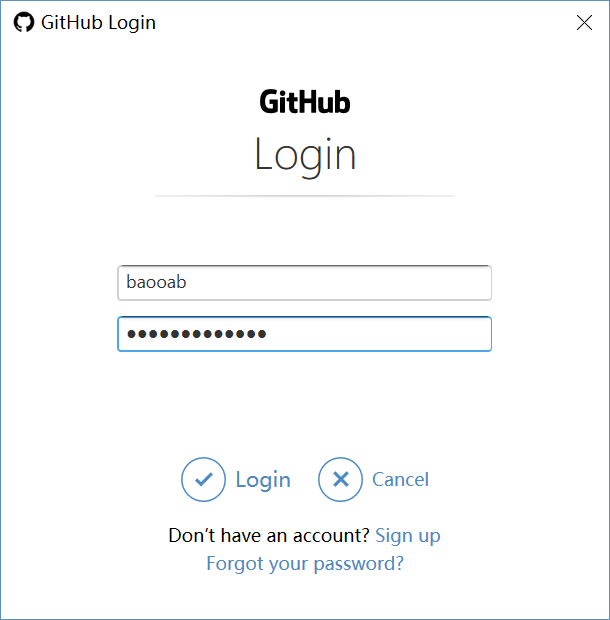 GitHub Login
GitHub
Login
baooab
●●●●●●●●●●●●●
Login Cancel
Don’t have an account? Sign up
Forgot your password?